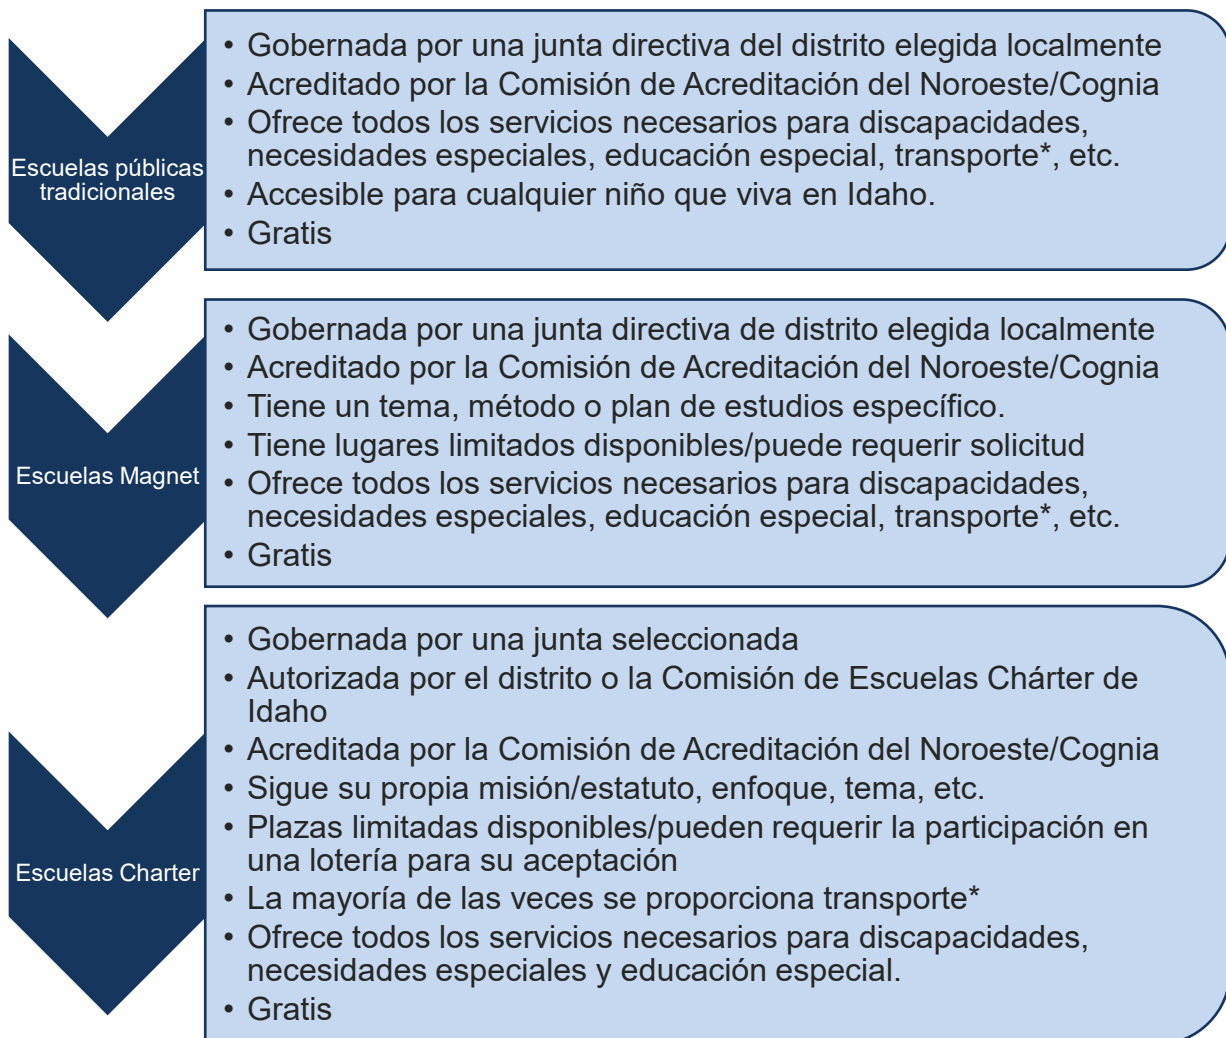 Escuelas públicas
tradicionales
• Gobernada por una junta directiva del distrito elegida localmente
• Acreditado por la Comisión de Acreditación del Noroeste/Cognia
• Ofrece todos los servicios necesarios para discapacidades,
necesidades especiales, educación especial, transporte*, etc.
• Accesible para cualquier niño que viva en Idaho.
• Gratis
Escuelas Magnet
• Gobernada por una junta directiva de distrito elegida localmente
• Acreditado por la Comisión de Acreditación del Noroeste/Cognia
• Tiene un tema, método o plan de estudios específico.
• Tiene lugares limitados disponibles/puede requerir solicitud
• Ofrece todos los servicios necesarios para discapacidades,
necesidades especiales, educación especial, transporte*, etc.
• Gratis
Escuelas Charter
• Gobernada por una junta seleccionada
• Autorizada por el distrito o la Comisión de Escuelas Chárter de
Idaho
• Acreditada por la Comisión de Acreditación del Noroeste/Cognia
• Sigue su propia misión/estatuto, enfoque, tema, etc.
• Plazas limitadas disponibles/pueden requerir la participación en
una lotería para su aceptación
• La mayoría de las veces se proporciona transporte*
• Ofrece todos los servicios necesarios para discapacidades,
necesidades especiales y educación especial.
• Gratis